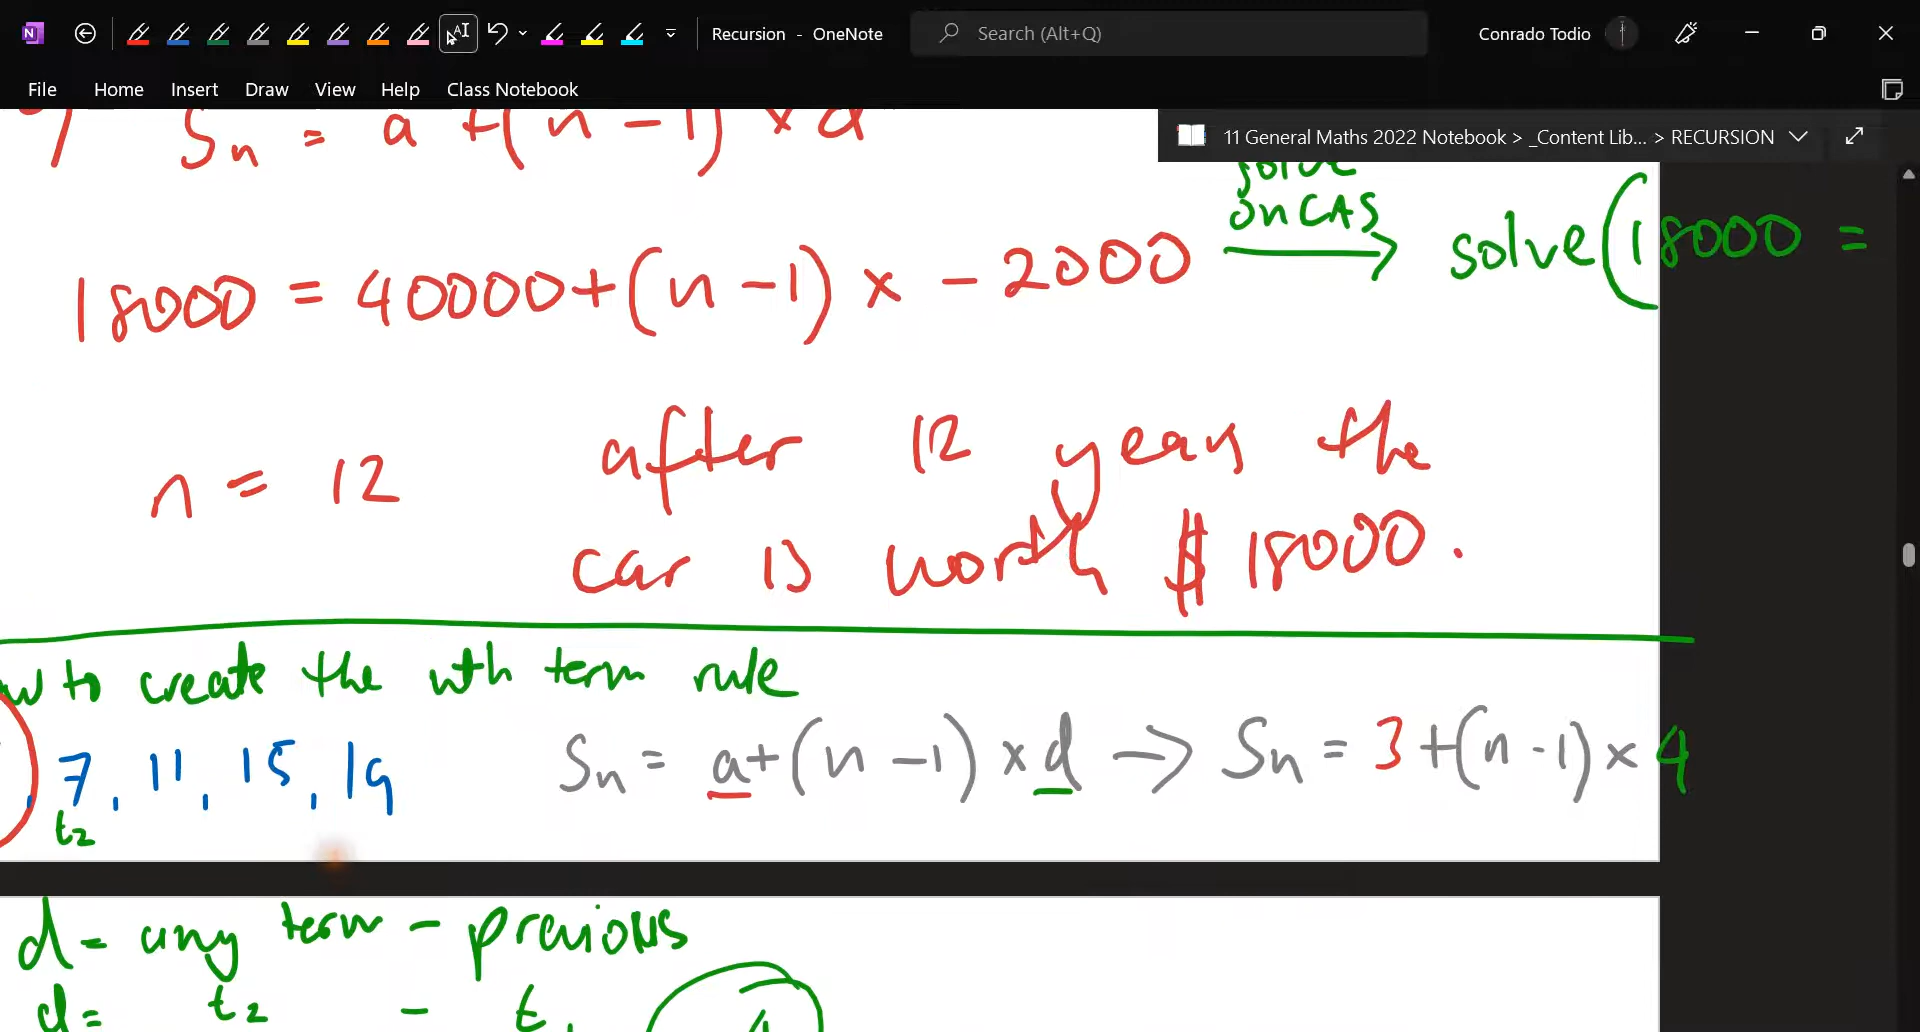 Recursion - OneNote
Search (Alt+Q)
Conrado Todio
File Home Insert Draw View Help Class Notebook
11 General Maths 2022 Notebook > _Content Lib... > RECURSION
Sn = a + (n - 1) × d
solve
on CAS
18000 = 40000 + (n - 1) × - 2000 → solve(18000 =
n = 12
after 12 years the
car is worth $ 18000.
to create the nth term rule
7, 11, 15, 19
t2
Sn = a + (n - 1) × d → Sn = 3 + (n - 1) × 4
d = any term - previous
d = t2 - t
4